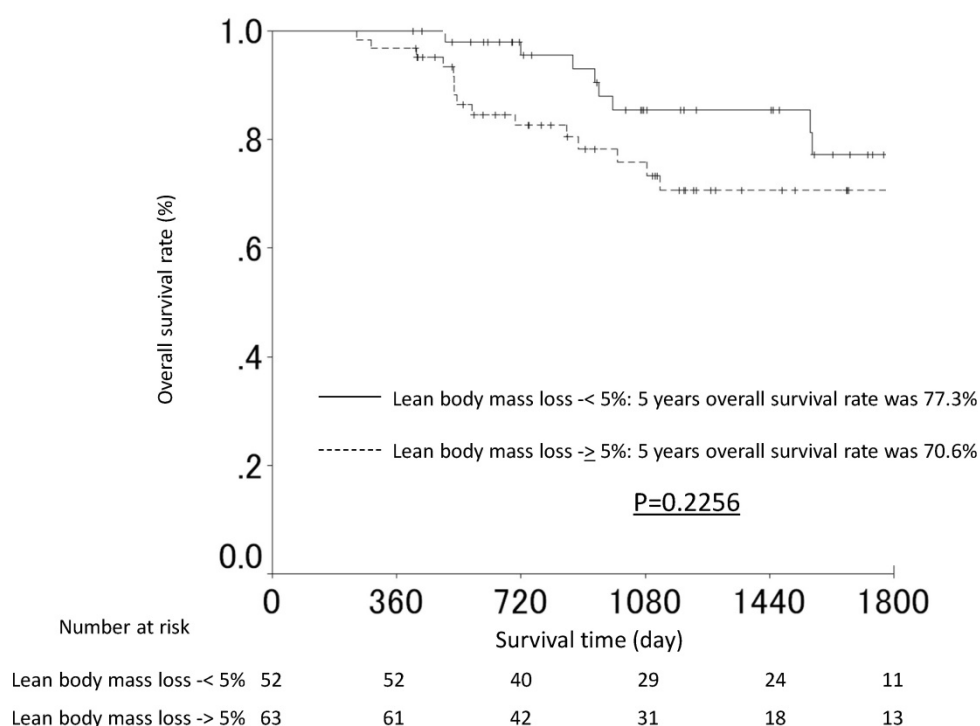 Overall survival rate (%)
1.0
.8
.6
.4
.2
0.0
Lean body mass loss -< 5%: 5 years overall survival rate was 77.3%
Lean body mass loss -≥ 5%: 5 years overall survival rate was 70.6%
P=0.2256
0 360 720 1080 1440 1800
Survival time (day)
Number at risk
Lean body mass loss -< 5% 52 52 40 29 24 11
Lean body mass loss -> 5% 63 61 42 31 18 13